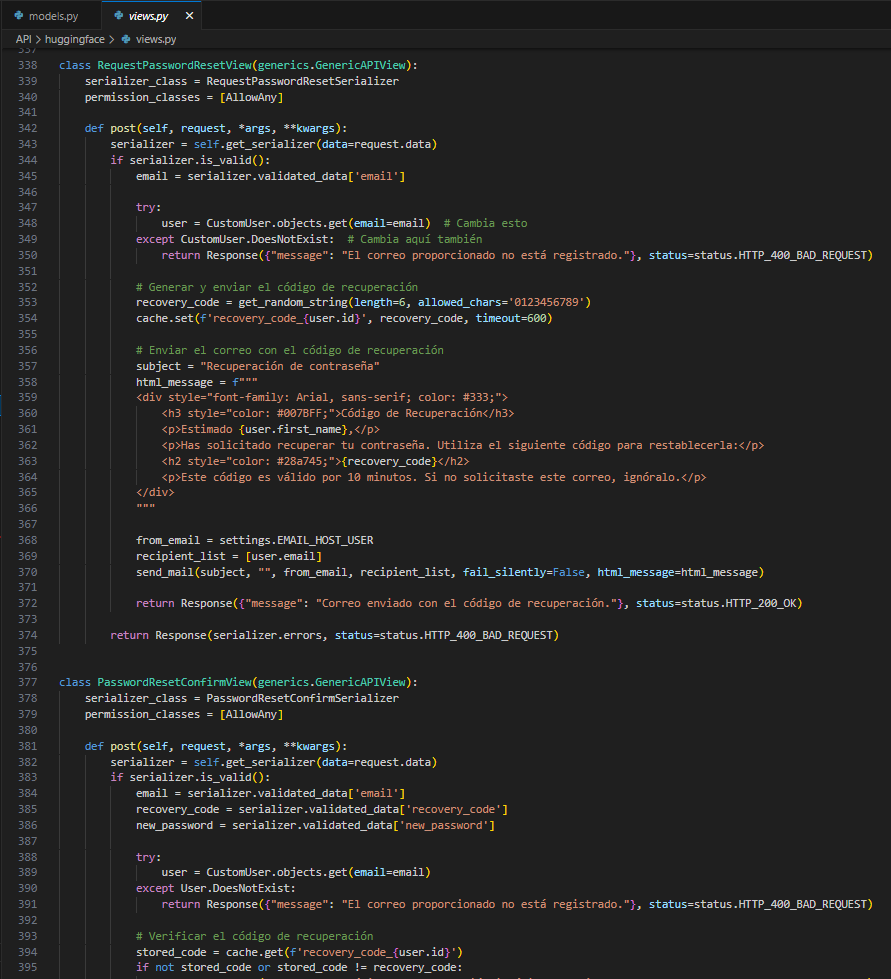 models.py views.py ✕
API > huggingface > views.py
337
338 class RequestPasswordResetView(generics.GenericAPIView):
339     serializer_class = RequestPasswordResetSerializer
340     permission_classes = [AllowAny]
341
342     def post(self, request, *args, **kwargs):
343         serializer = self.get_serializer(data=request.data)
344         if serializer.is_valid():
345             email = serializer.validated_data['email']
346
347             try:
348                 user = CustomUser.objects.get(email=email)  # Cambia esto
349             except CustomUser.DoesNotExist:  # Cambia aquí también
350                 return Response({"message": "El correo proporcionado no está registrado."}, status=status.HTTP_400_BAD_REQUEST)
351
352             # Generar y enviar el código de recuperación
353             recovery_code = get_random_string(length=6, allowed_chars='0123456789')
354             cache.set(f'recovery_code_{user.id}', recovery_code, timeout=600)
355
356             # Enviar el correo con el código de recuperación
357             subject = "Recuperación de contraseña"
358             html_message = f"""
359             <div style="font-family: Arial, sans-serif; color: #333;">
360                 <h3 style="color: #007BFF;">Código de Recuperación</h3>
361                 <p>Estimado {user.first_name},</p>
362                 <p>Has solicitado recuperar tu contraseña. Utiliza el siguiente código para restablecerla:</p>
363                 <h2 style="color: #28a745;">{recovery_code}</h2>
364                 <p>Este código es válido por 10 minutos. Si no solicitaste este correo, ignóralo.</p>
365             </div>
366             """
367
368             from_email = settings.EMAIL_HOST_USER
369             recipient_list = [user.email]
370             send_mail(subject, "", from_email, recipient_list, fail_silently=False, html_message=html_message)
371
372             return Response({"message": "Correo enviado con el código de recuperación."}, status=status.HTTP_200_OK)
373
374         return Response(serializer.errors, status=status.HTTP_400_BAD_REQUEST)
375
376
377 class PasswordResetConfirmView(generics.GenericAPIView):
378     serializer_class = PasswordResetConfirmSerializer
379     permission_classes = [AllowAny]
380
381     def post(self, request, *args, **kwargs):
382         serializer = self.get_serializer(data=request.data)
383         if serializer.is_valid():
384             email = serializer.validated_data['email']
385             recovery_code = serializer.validated_data['recovery_code']
386             new_password = serializer.validated_data['new_password']
387
388             try:
389                 user = CustomUser.objects.get(email=email)
390             except User.DoesNotExist:
391                 return Response({"message": "El correo proporcionado no está registrado."}, status=status.HTTP_400_BAD_REQUEST)
392
393             # Verificar el código de recuperación
394             stored_code = cache.get(f'recovery_code_{user.id}')
395             if not stored_code or stored_code != recovery_code: